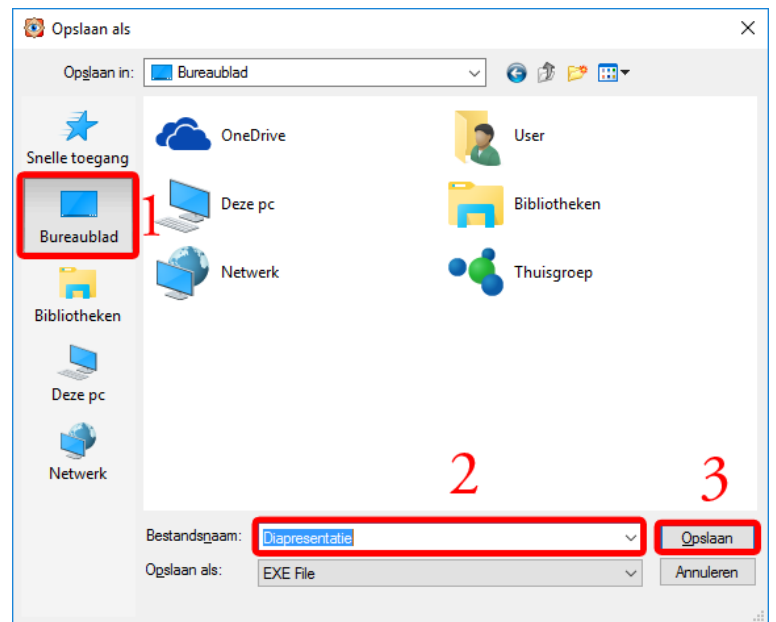 Opslaan als
Opslaan in: Bureaublad
OneDrive User
Snelle toegang
Deze pc Bibliotheken
1
Bureaublad
Netwerk Thuisgroep
Bibliotheken
Deze pc
Netwerk
2 3
Bestandsnaam: Diapresentatie Opslaan
Opslaan als: EXE File Annuleren